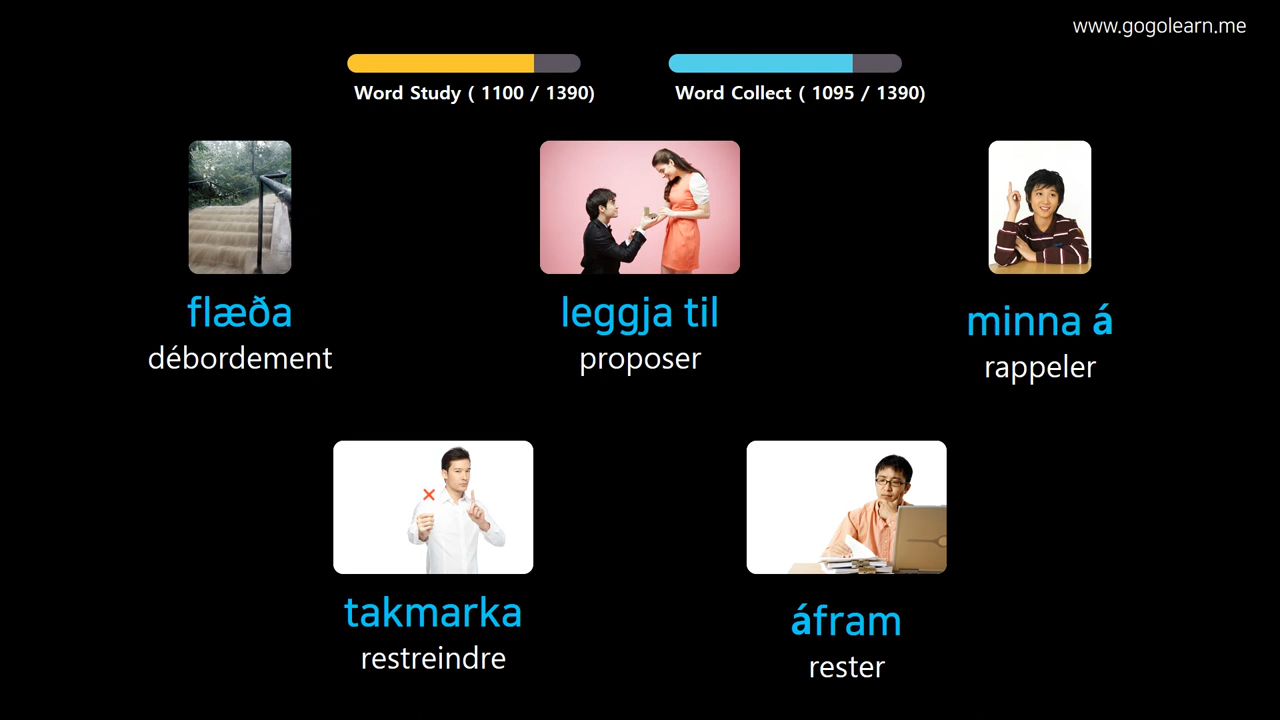 www.gogolearn.me
Word Study ( 1100 / 1390)
Word Collect ( 1095 / 1390)
flæða
débordement
leggja til
proposer
minna á
rappeler
takmarka
restreindre
áfram
rester